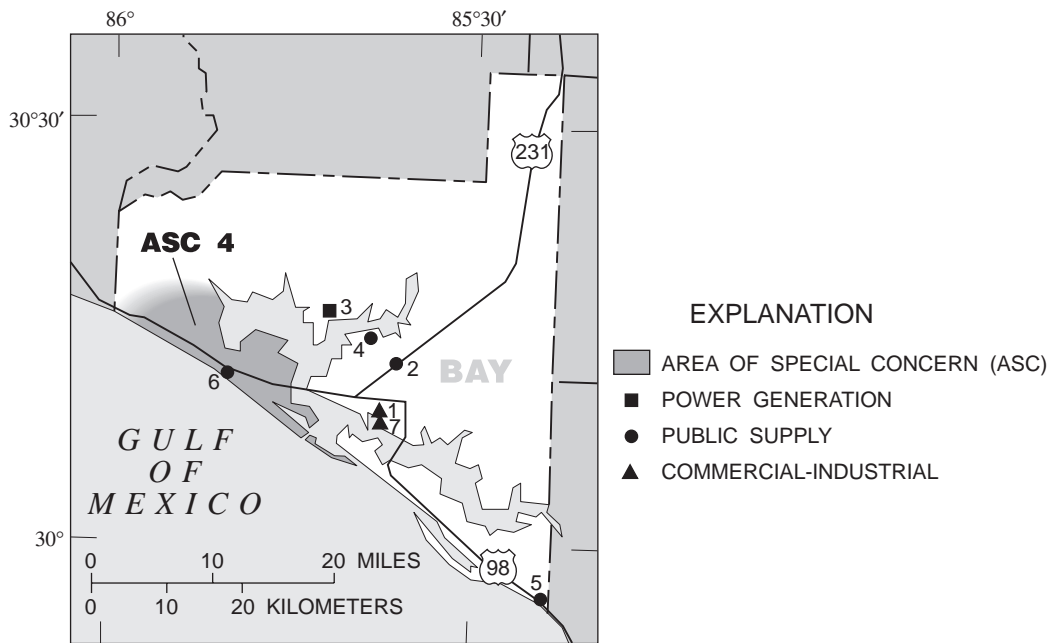 86°
85°30′
30°30′
231
ASC 4
3
4
2
BAY
6
1
7
GULF
OF
MEXICO
30°
0 10 20 MILES
0 10 20 KILOMETERS
98
5
EXPLANATION
AREA OF SPECIAL CONCERN (ASC)
POWER GENERATION
PUBLIC SUPPLY
COMMERCIAL-INDUSTRIAL